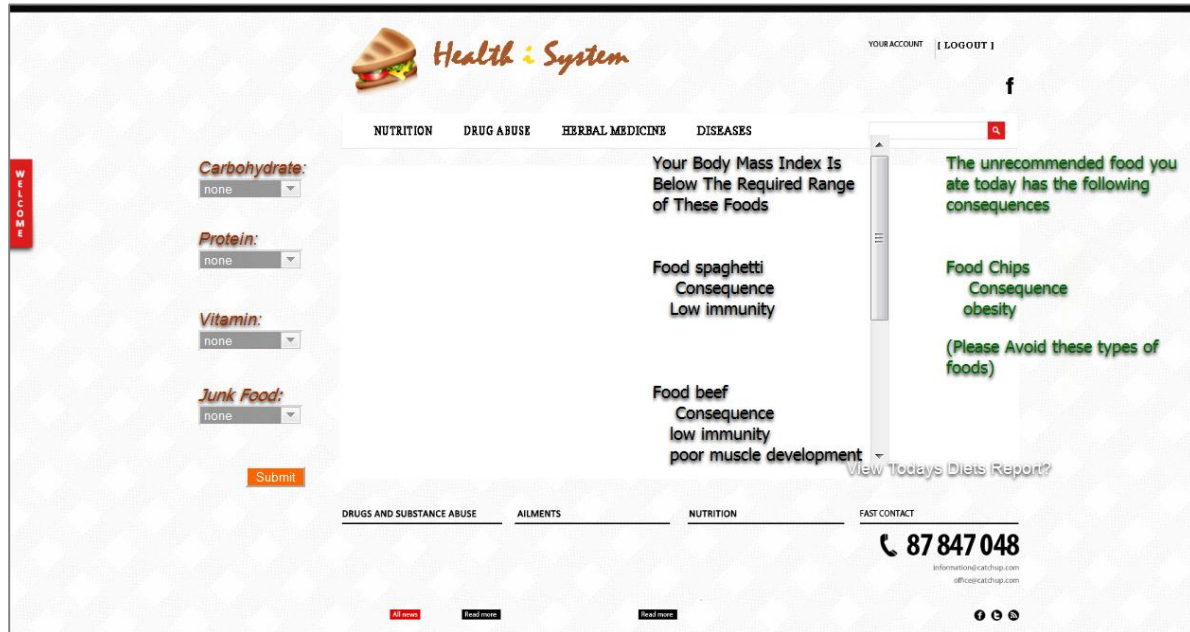 Health i System
YOUR ACCOUNT
[ LOGOUT ]
f
NUTRITION
DRUG ABUSE
HERBAL MEDICINE
DISEASES
WELCOME
Carbohydrate:
none
Protein:
none
Vitamin:
none
Junk Food:
none
Submit
Your Body Mass Index Is
Below The Required Range
of These Foods
Food spaghetti
Consequence
Low immunity
Food beef
Consequence
low immunity
poor muscle development
The unrecommended food you
ate today has the following
consequences
Food Chips
Consequence
obesity
(Please Avoid these types of
foods)
View Todays Diets Report?
DRUGS AND SUBSTANCE ABUSE
AILMENTS
NUTRITION
FAST CONTACT
87 847 048
information@catchup.com
office@catchup.com
All news
Read more
Read more